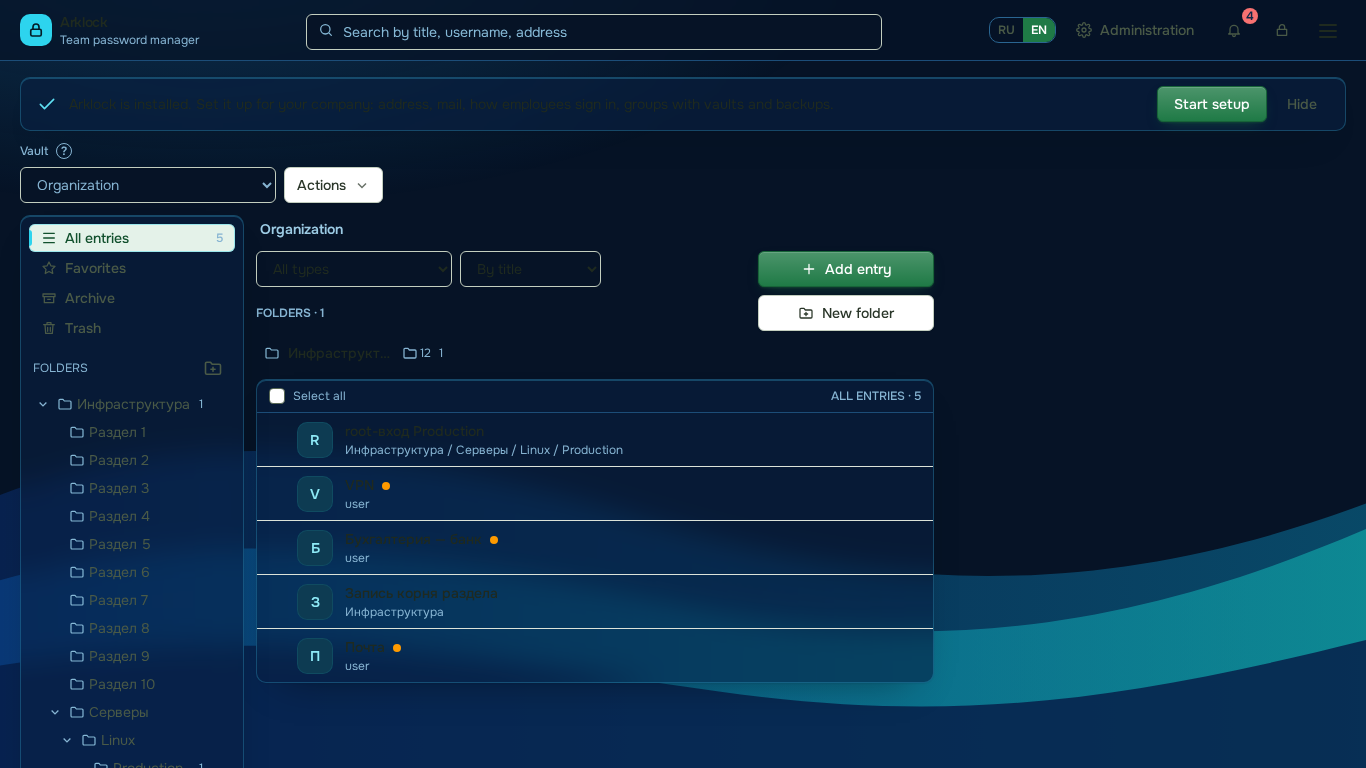 Arklock
Team password manager
Search by title, username, address
RU EN
Administration
4
Arklock is installed. Set it up for your company: address, mail, how employees sign in, groups with vaults and backups.
Start setup
Hide
Vault ?
Organization
Actions
All entries 5
Favorites
Archive
Trash
FOLDERS
Инфраструктура 1
Раздел 1
Раздел 2
Раздел 3
Раздел 4
Раздел 5
Раздел 6
Раздел 7
Раздел 8
Раздел 9
Раздел 10
Серверы
Linux
Production 1
Organization
All types
By title
Add entry
FOLDERS · 1
New folder
Инфраструкт... 12 1
Select all
ALL ENTRIES · 5
R
root-вход Production
Инфраструктура / Серверы / Linux / Production
V
VPN
user
Б
user
З
Запись корня раздела
Инфраструктура
П
user